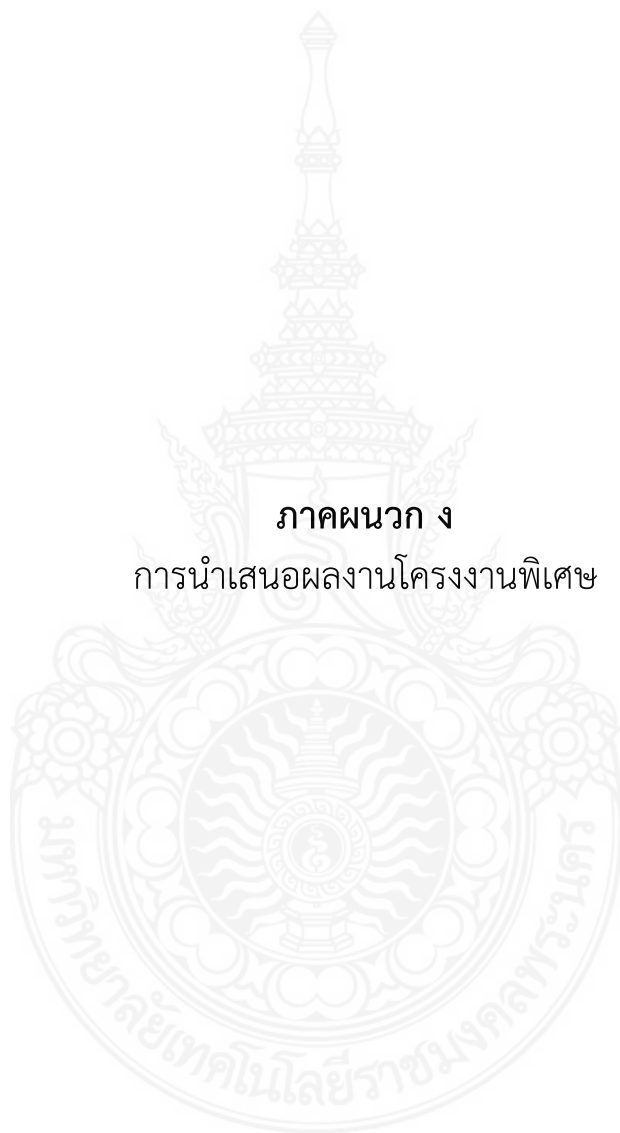 ภาคผนวก ง
การนำเสนอผลงานโครงงานพิเศษ
มหาวิทยาลัยเทคโนโลยีราชมงคลพระนคร